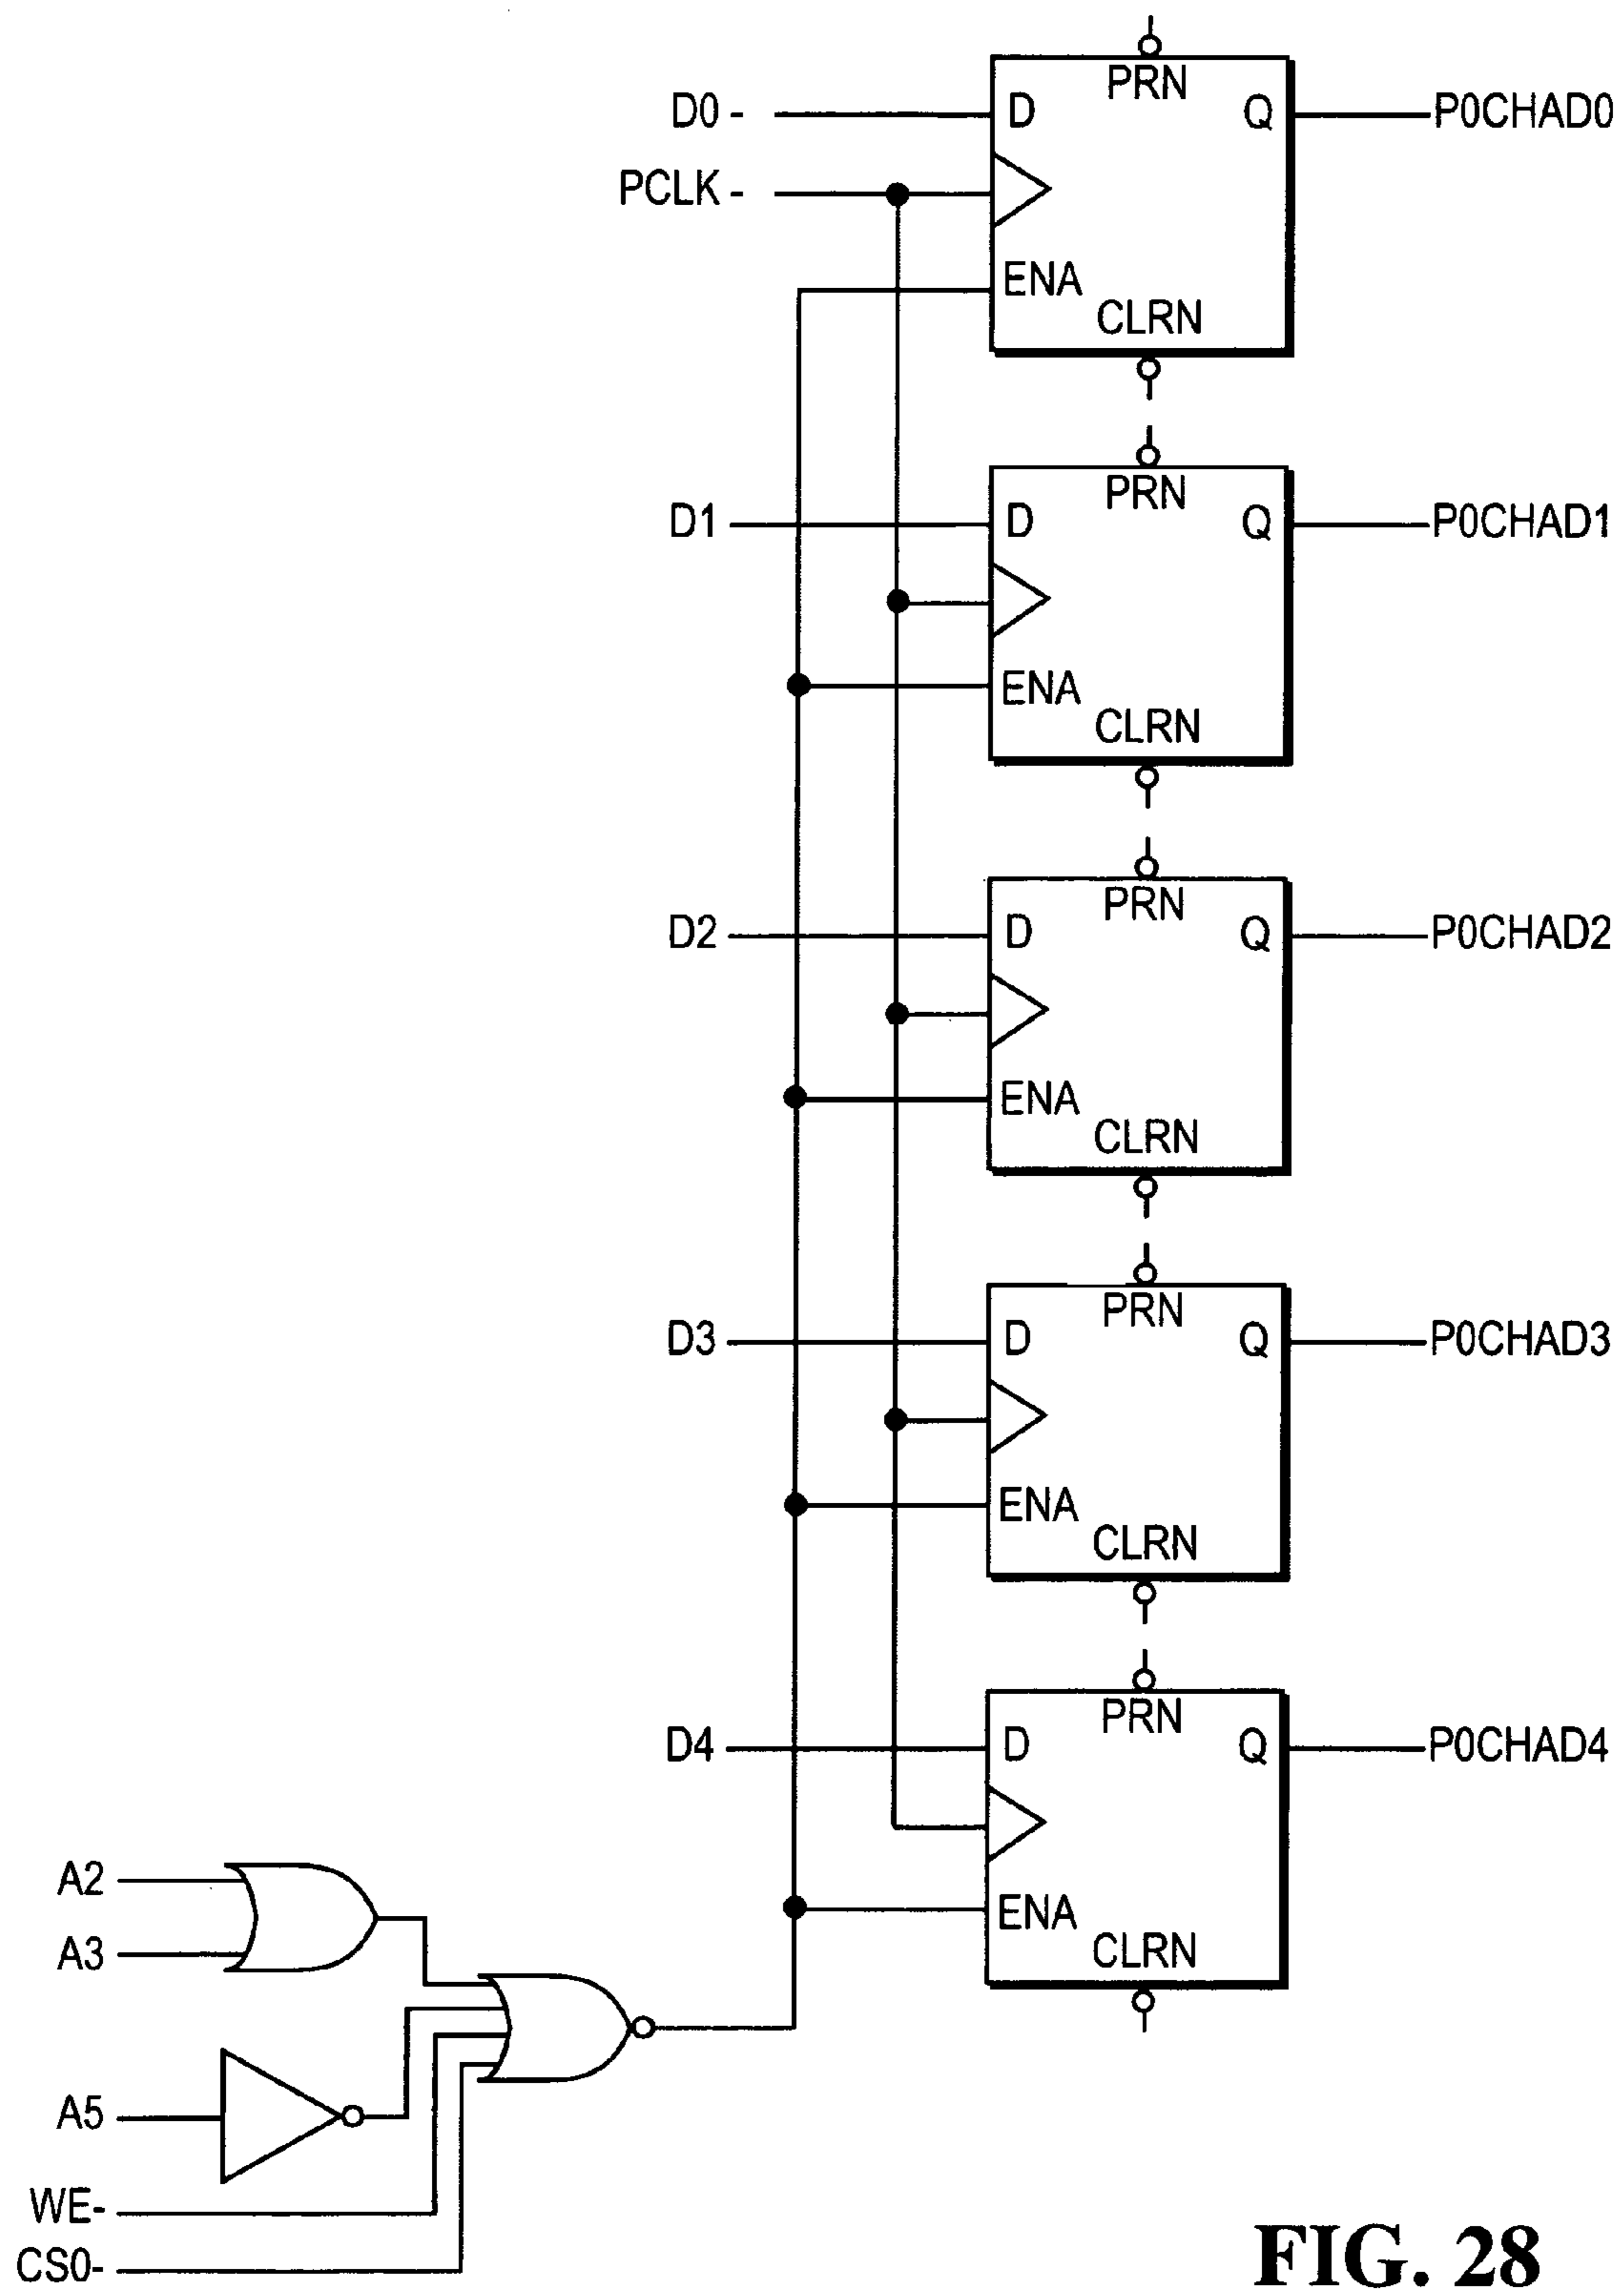 PRN
D0 - D Q P0CHAD0
PCLK -
ENA
CLRN
PRN
D1 D Q P0CHAD1
ENA
CLRN
PRN
D2 D Q P0CHAD2
ENA
CLRN
PRN
D3 D Q P0CHAD3
ENA
CLRN
PRN
D4 D Q P0CHAD4
A2
ENA
A3
CLRN
A5
WE-
CS0-
FIG. 28